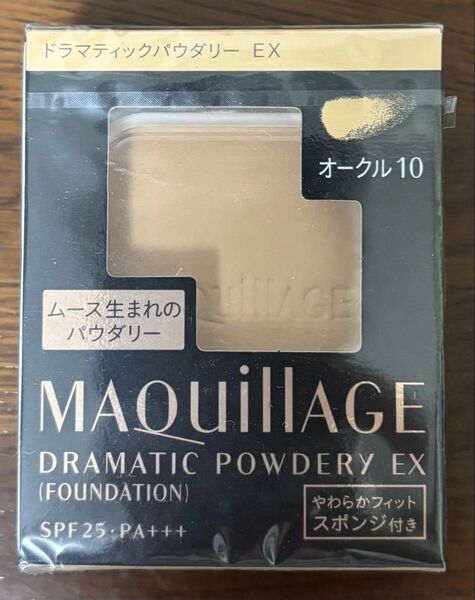 ドラマティックパウダリー EX
オークル10
MAQuillAGE
ムース生まれの
パウダリー
MAQuillAGE
DRAMATIC POWDERY EX
(FOUNDATION)
やわらかフィット
スポンジ付き
SPF25・PA+++